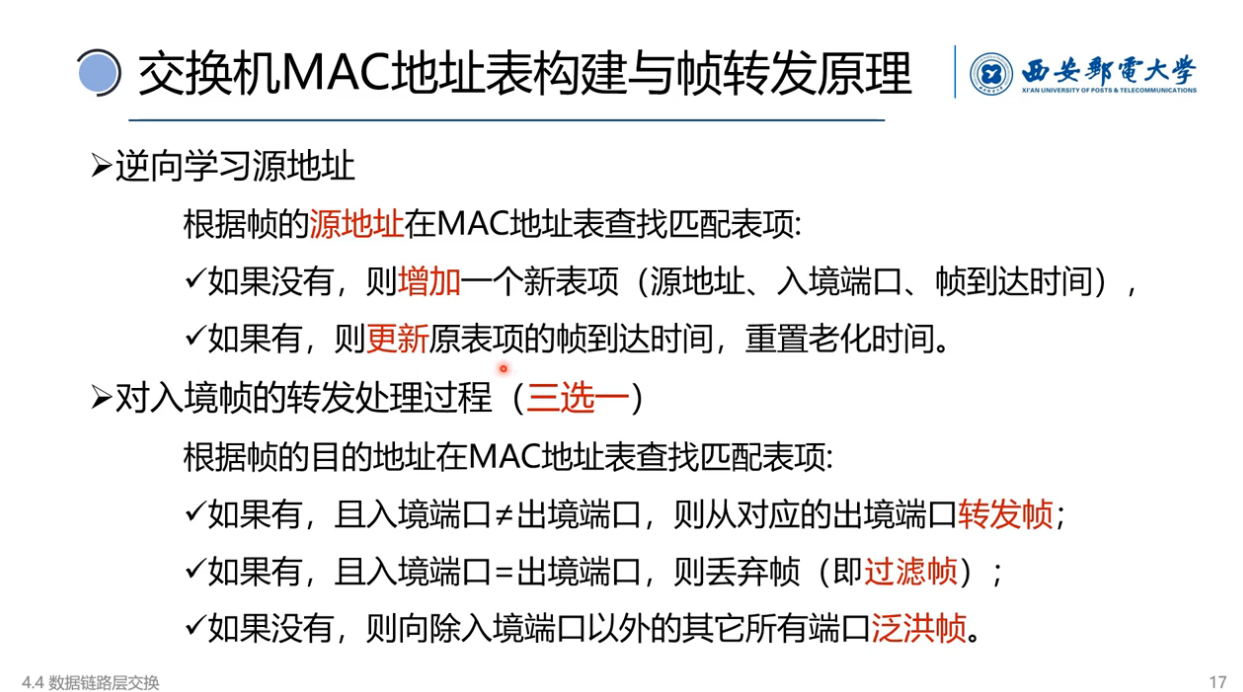 交换机MAC地址表构建与帧转发原理
西安郵電大学
XI'AN UNIVERSITY OF POSTS & TELECOMMUNICATIONS
➢逆向学习源地址
根据帧的源地址在MAC地址表查找匹配表项:
✓如果没有，则增加一个新表项（源地址、入境端口、帧到达时间）,
✓如果有，则更新原表项的帧到达时间，重置老化时间。
➢对入境帧的转发处理过程（三选一）
根据帧的目的地址在MAC地址表查找匹配表项:
✓如果有，且入境端口≠出境端口，则从对应的出境端口转发帧;
✓如果有，且入境端口=出境端口，则丢弃帧（即过滤帧）;
✓如果没有，则向除入境端口以外的其它所有端口泛洪帧。
4.4 数据链路层交换
17